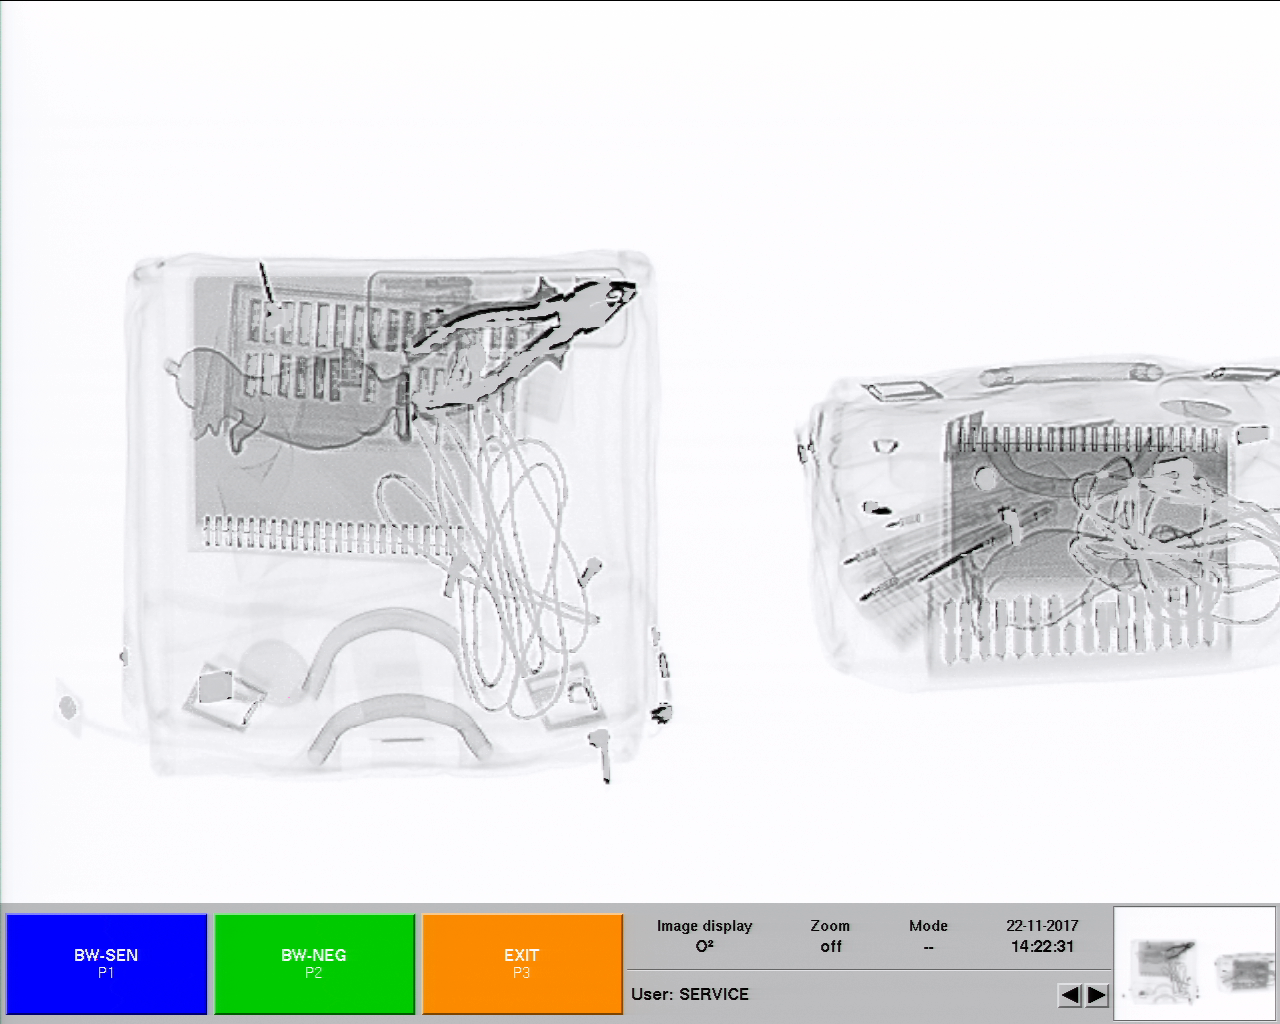 BW-SEN
P1
BW-NEG
P2
EXIT
P3
Image display
O²
Zoom
off
Mode
--
22-11-2017
14:22:31
User: SERVICE